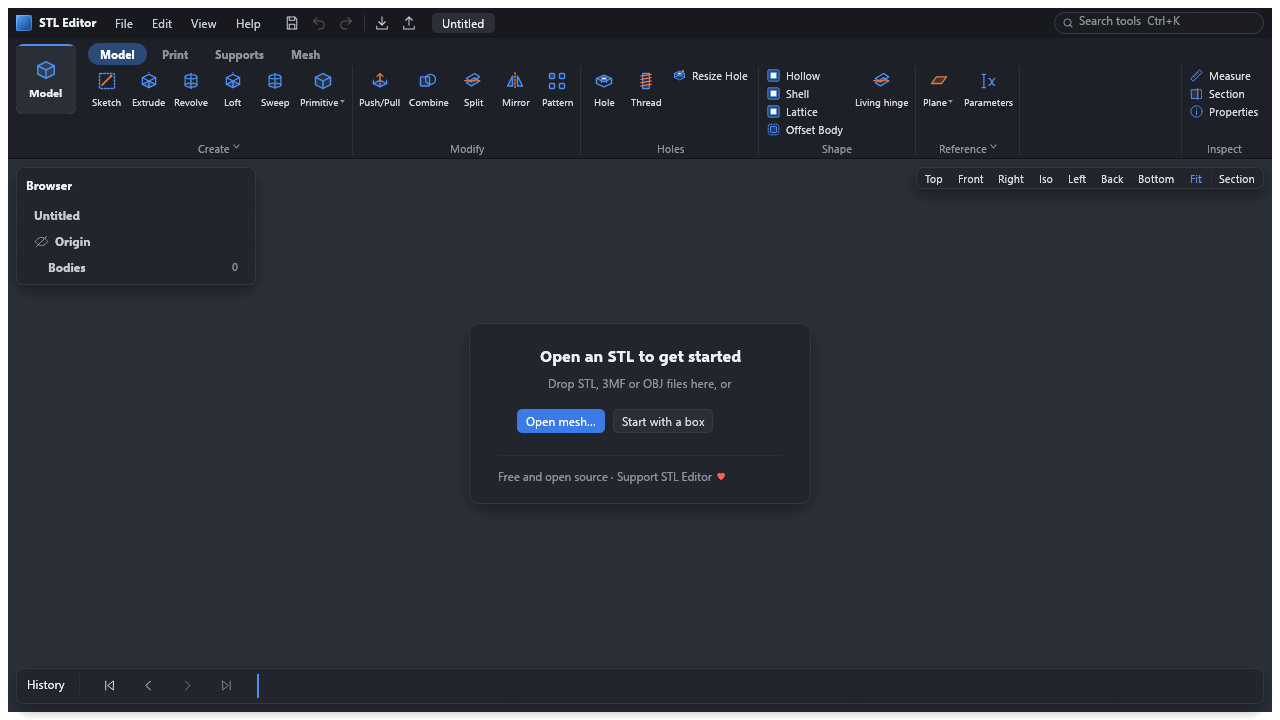 STL Editor File Edit View Help Untitled Search tools Ctrl+K
Model Print Supports Mesh
Model
Sketch Extrude Revolve Loft Sweep Primitive Push/Pull Combine Split Mirror Pattern Hole Thread Resize Hole
Hollow
Shell
Lattice
Offset Body
Living hinge Plane Parameters
Measure
Section
Properties
Create Modify Holes Shape Reference Inspect
Browser
Untitled
Origin
Bodies 0
Top Front Right Iso Left Back Bottom Fit Section
Open an STL to get started
Drop STL, 3MF or OBJ files here, or
Open mesh... Start with a box
Free and open source · Support STL Editor
History